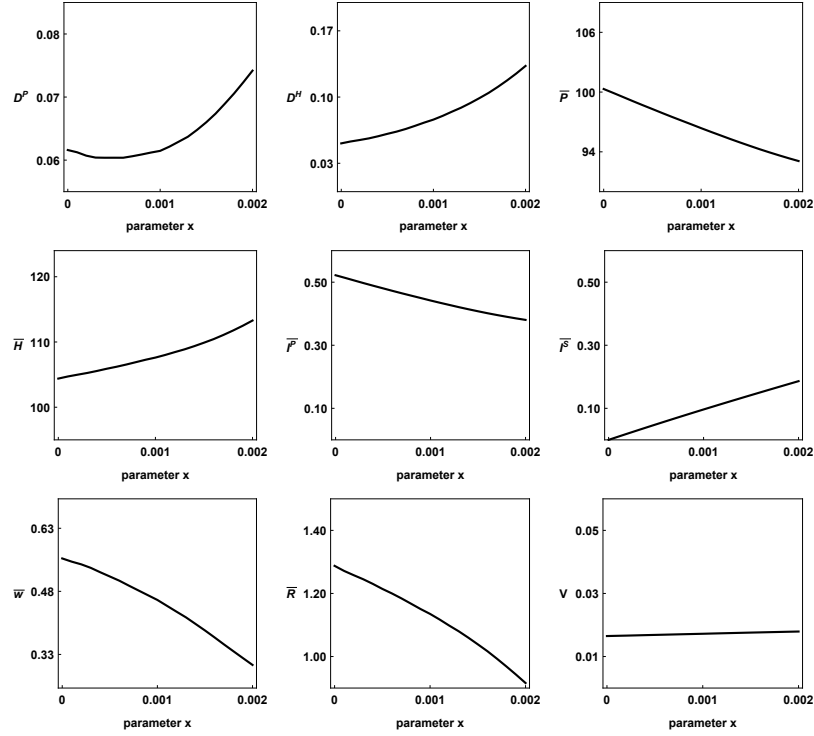 0.08
0.07
0.06
D^P
0 0.001 0.002
parameter x
0.17
0.10
0.03
D^H
0 0.001 0.002
parameter x
106
100
94
P̅
0 0.001 0.002
parameter x
120
110
100
H̅
0 0.001 0.002
parameter x
0.50
0.30
0.10
I̅^P̅
0 0.001 0.002
parameter x
0.50
0.30
0.10
I̅^S̅
0 0.001 0.002
parameter x
0.63
0.48
0.33
w̅
0 0.001 0.002
parameter x
1.40
1.20
1.00
R̅
0 0.001 0.002
parameter x
0.05
0.03
0.01
V
0 0.001 0.002
parameter x